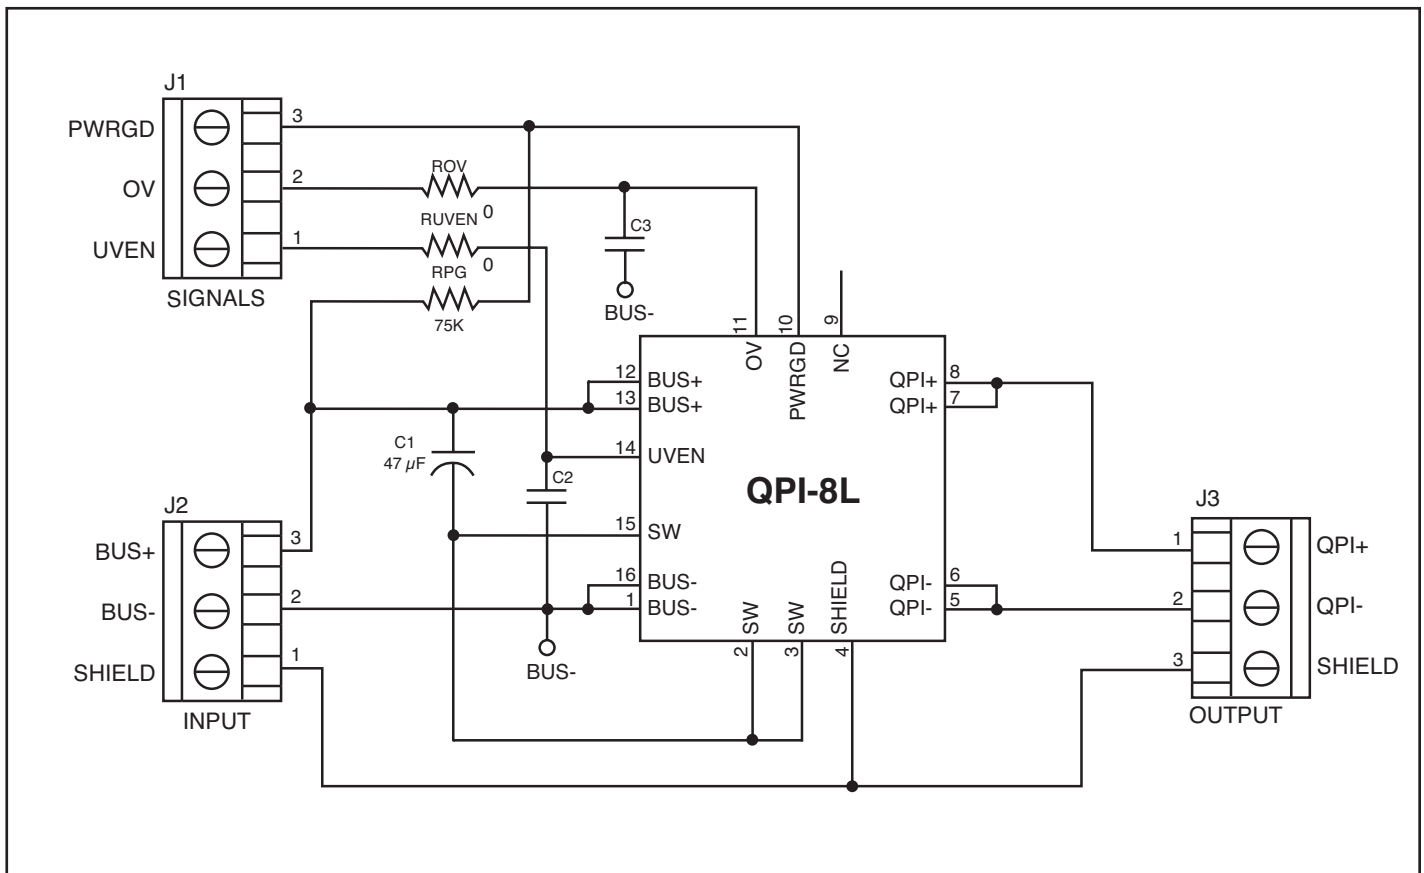 J1
PWRGD
3
OV
2
UVEN
1
SIGNALS
ROV
0
RUVEN
0
RPG
75K
C3
BUS-
11
10
9
OV
PWRGD
NC
12
BUS+
13
BUS+
14
UVEN
15
SW
16
BUS-
1
BUS-
QPI-8L
QPI+
8
QPI+
7
QPI-
6
QPI-
5
SW
SW
SHIELD
2
3
4
C1
47 µF
C2
BUS-
J2
BUS+
3
BUS-
2
SHIELD
1
INPUT
J3
1
QPI+
2
QPI-
3
SHIELD
OUTPUT